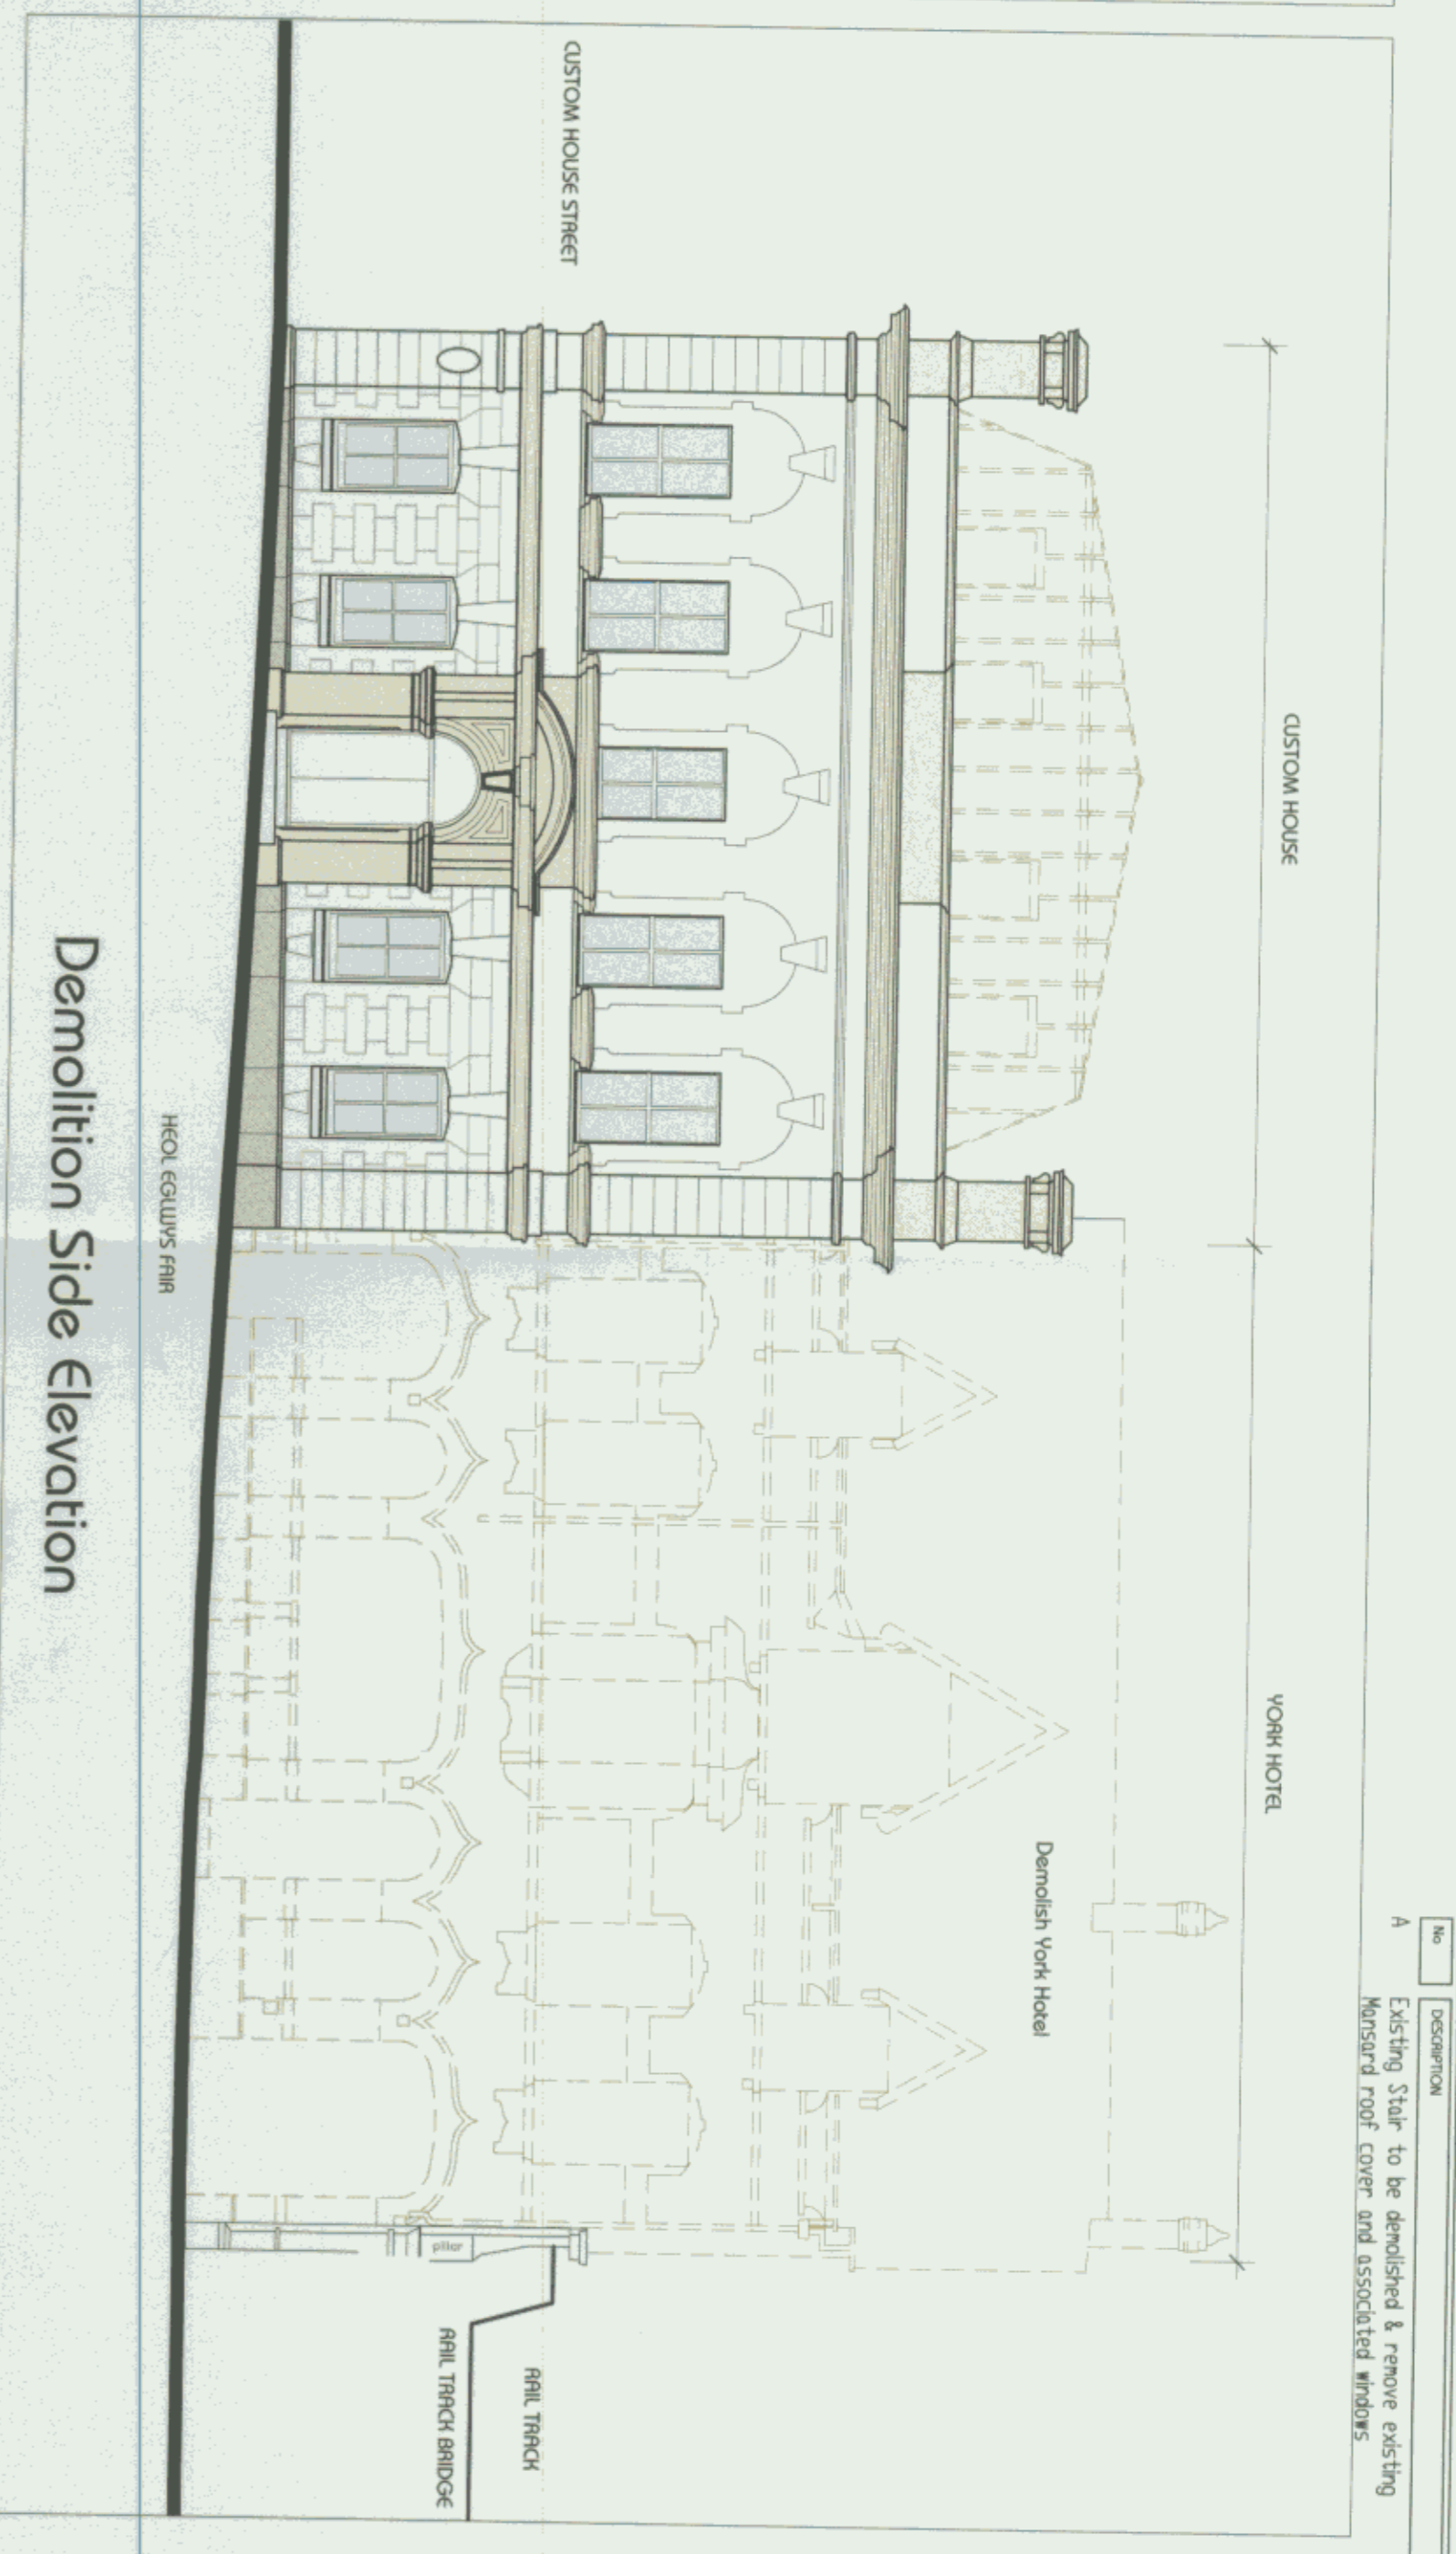 No
DESCRIPTION
A
Existing Stair to be demolished & remove existing
Mansard roof cover and associated windows
CUSTOM HOUSE
YORK HOTEL
Demolish York Hotel
CUSTOM HOUSE STREET
RAIL TRACK
pillar
RAIL TRACK BRIDGE
HEOL EGLWYS FAIR
Demolition Side Elevation